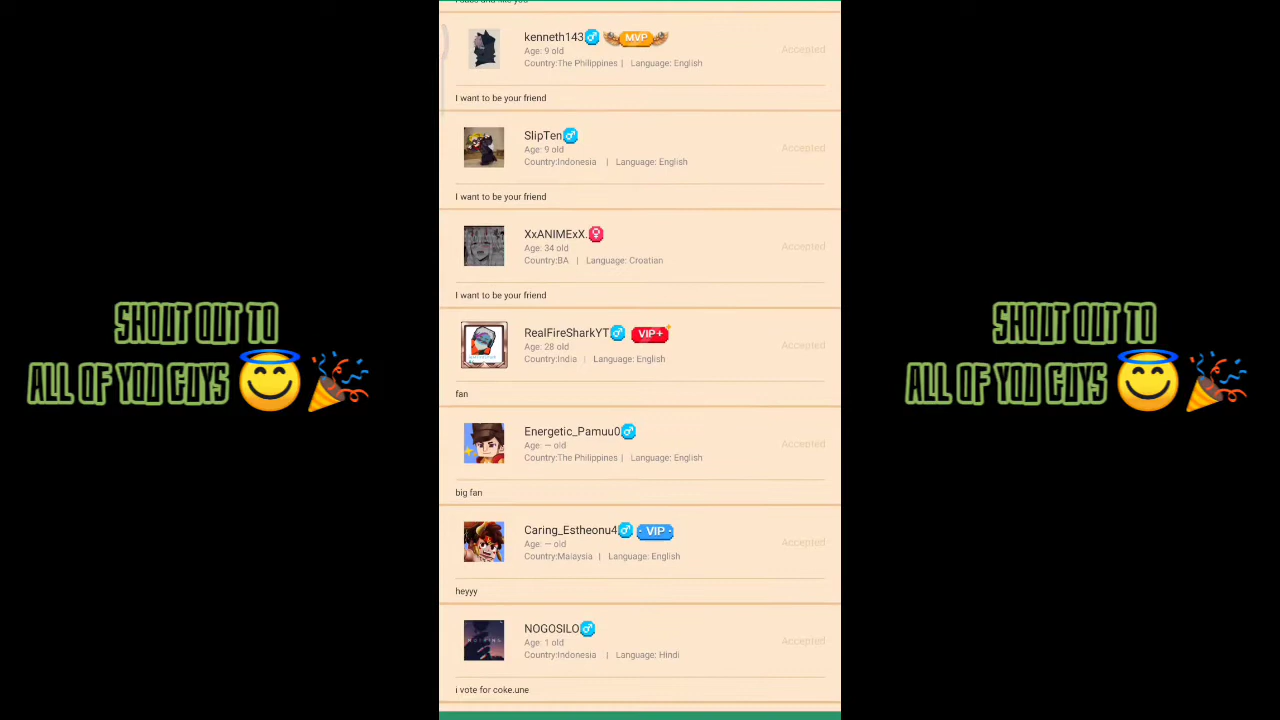 SHOUT OUT TO
ALL OF YOU GUYS 😇🎉
kenneth143 MVP
Age: 9 old
Country:The Philippines | Language: English
Accepted
I want to be your friend
SlipTen
Age: 9 old
Country:Indonesia | Language: English
Accepted
I want to be your friend
XxANIMExX.
Age: 34 old
Country:BA | Language: Croatian
Accepted
I want to be your friend
RealFireSharkYT VIP+
Age: 28 old
Country:India | Language: English
Accepted
fan
Energetic_Pamuu0
Age: — old
Country:The Philippines | Language: English
Accepted
big fan
Caring_Estheonu4 VIP
Age: — old
Country:Malaysia | Language: English
Accepted
heyyy
NOGOSILO
Age: 1 old
Country:Indonesia | Language: Hindi
Accepted
i vote for coke.une
SHOUT OUT TO
ALL OF YOU GUYS 😇🎉